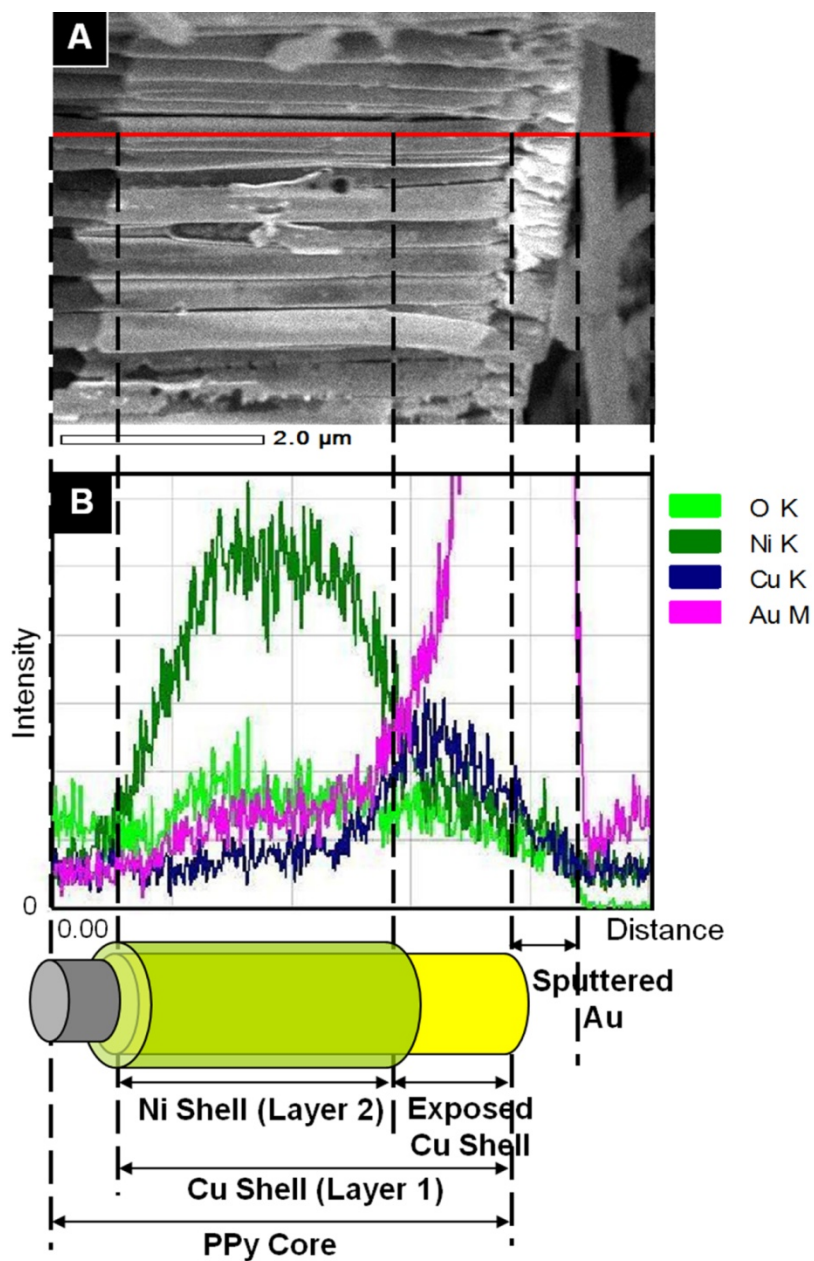 A
2.0 µm
B
O K
Ni K
Cu K
Au M
Intensity
0
0.00
Distance
Sputtered
Au
Ni Shell (Layer 2)
Exposed
Cu Shell
Cu Shell (Layer 1)
PPy Core